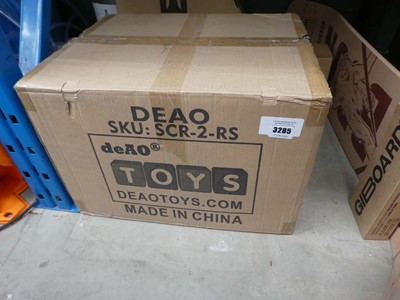 DEAO
SKU: SCR-2-RS
deAO®
TOYS
DEAOTOYS.COM
MADE IN CHINA
3285
GIBOARD